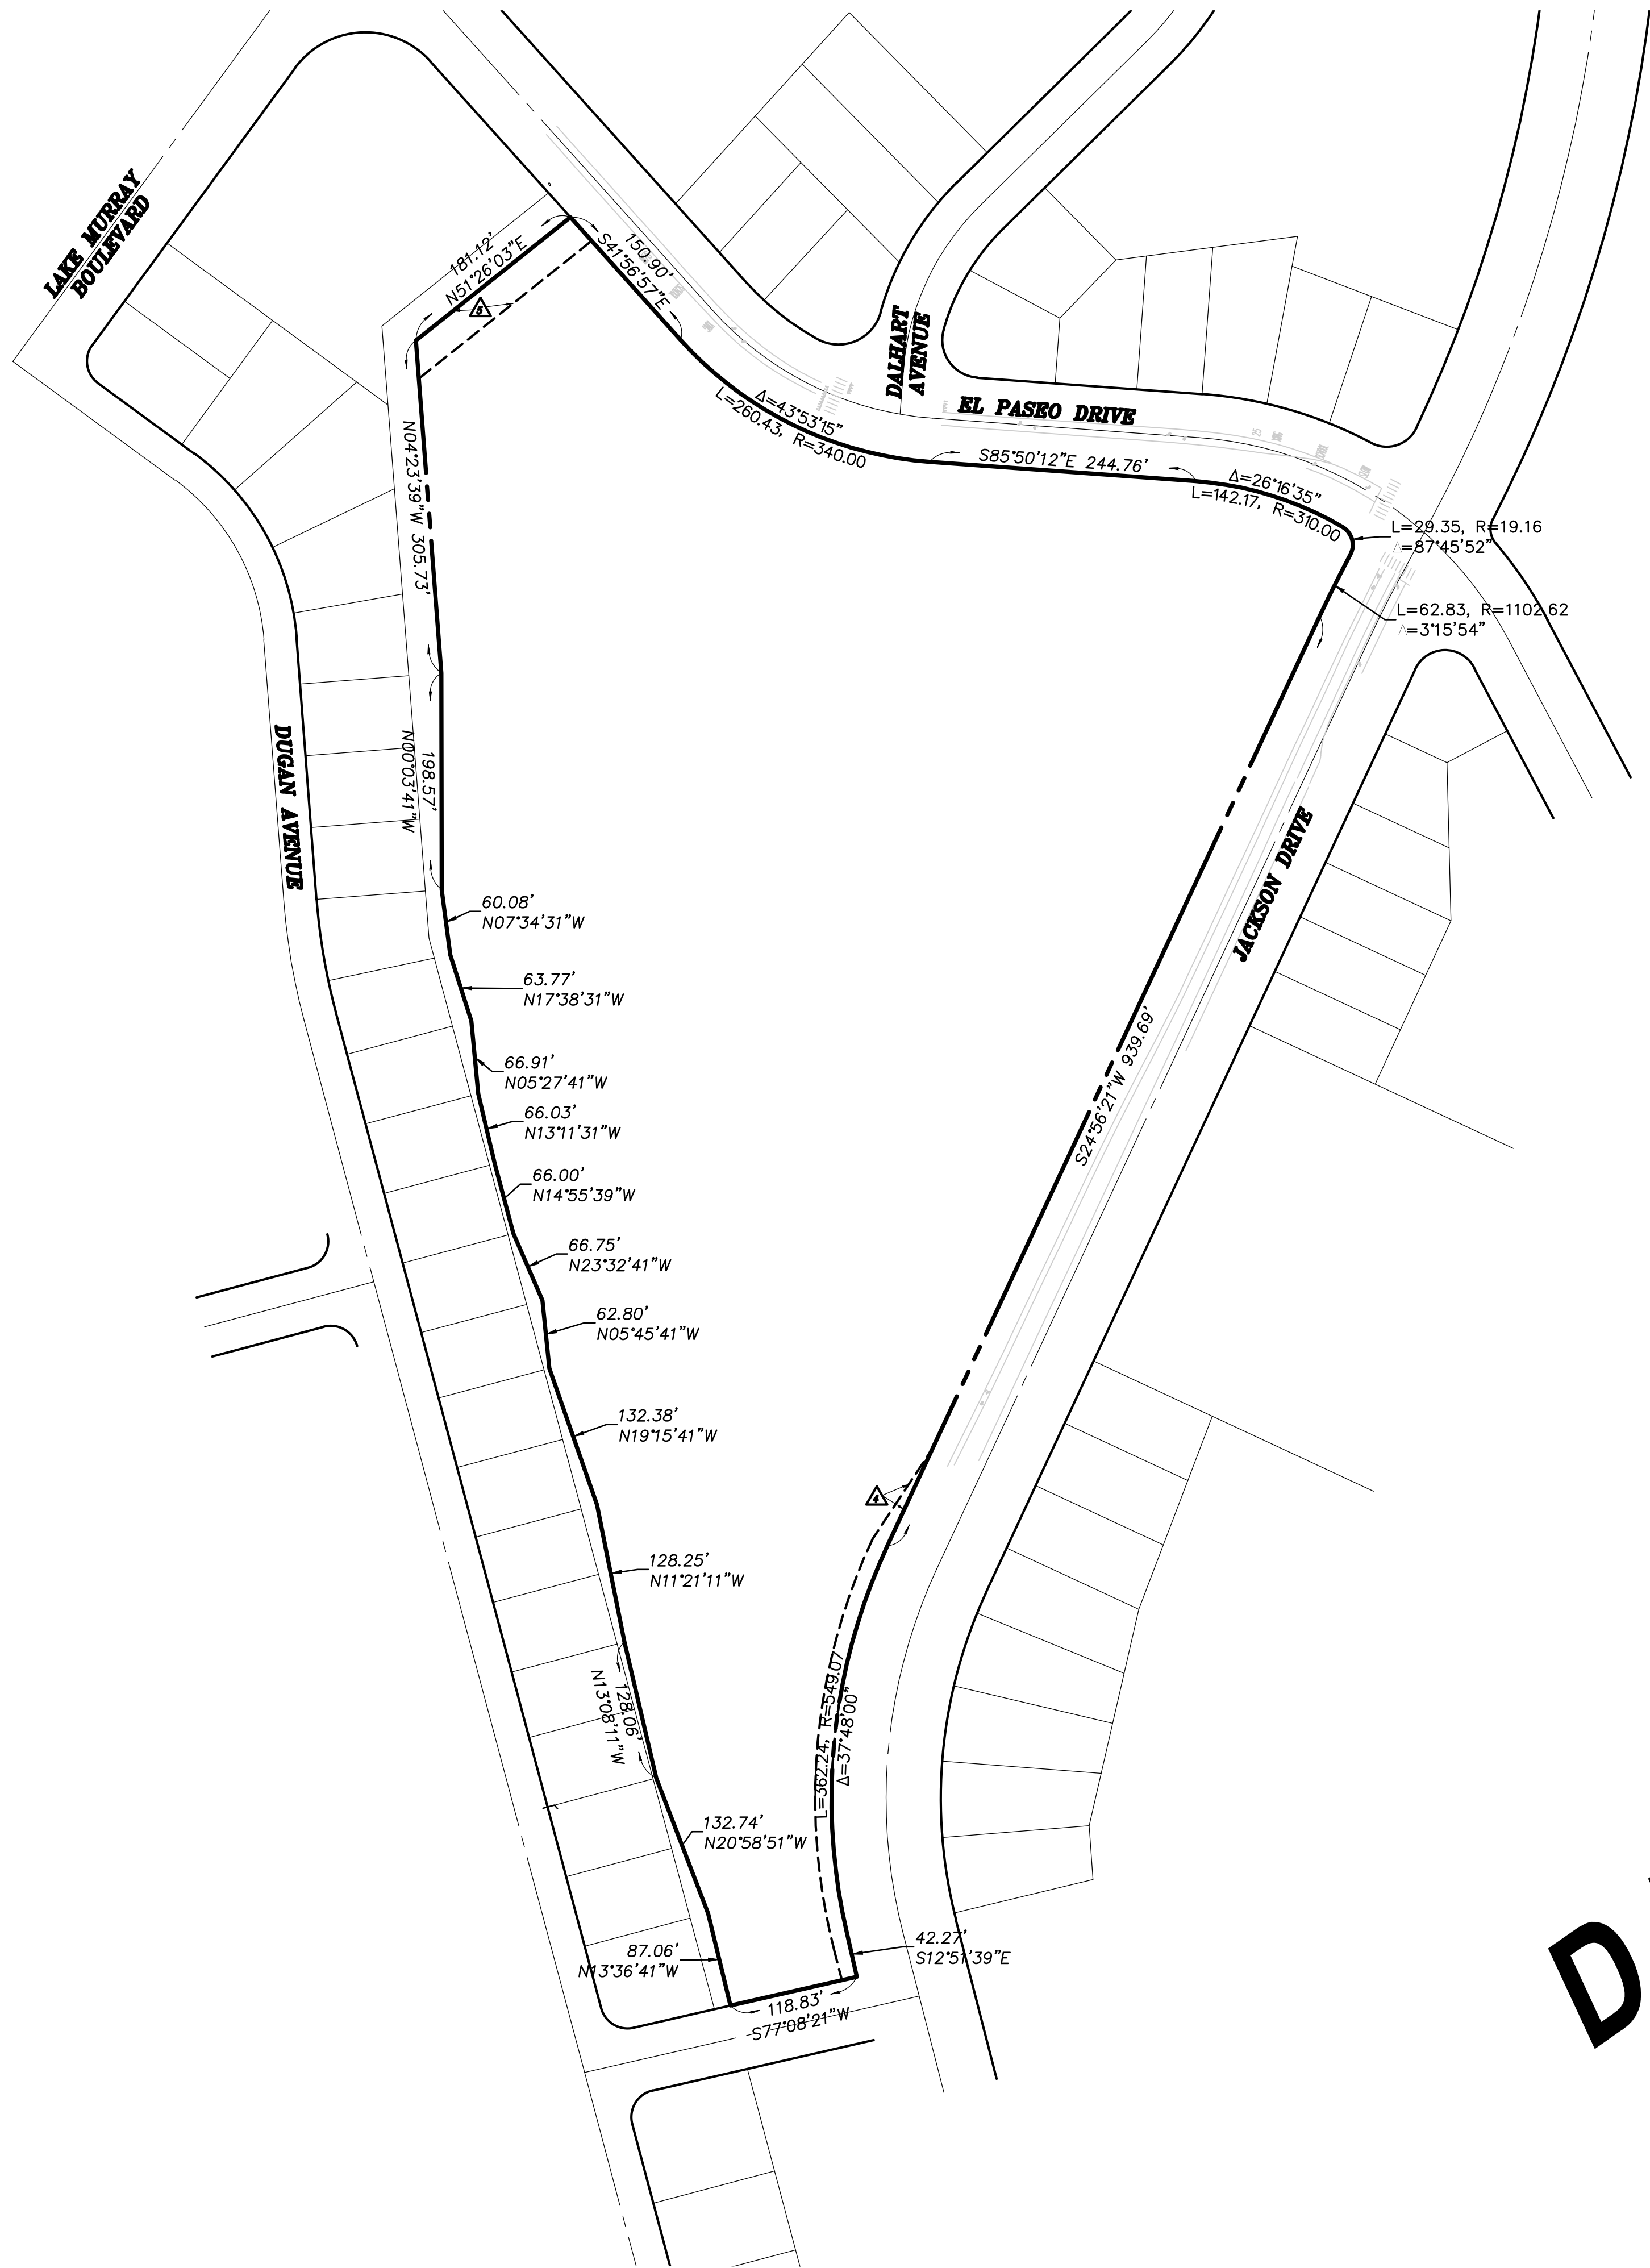 LAKE MURRAY
BOULEVARD
181.12'
N51°26'03"E
5
150.90'
S41°56'57"E
DALHART
AVENUE
EL PASEO DRIVE
Δ=43°53'15"
L=260.43, R=340.00
S85°50'12"E 244.76'
Δ=26°16'35"
L=142.17, R=310.00
L=29.35, R=19.16
Δ=87°45'52"
L=62.83, R=1102.62
Δ=3°15'54"
N04°23'39"W 305.73'
DUGAN AVENUE
198.57'
N00°03'41"W
JACKSON DRIVE
60.08'
N07°34'31"W
63.77'
N17°38'31"W
66.91'
N05°27'41"W
66.03'
N13°11'31"W
S24°56'21"W 939.69'
66.00'
N14°55'39"W
66.75'
N23°32'41"W
62.80'
N05°45'41"W
132.38'
N19°15'41"W
4
128.25'
N11°21'11"W
128.06'
N13°08'11"W
L=362.24, R=549.07
Δ=37°48'00"
132.74'
N20°58'51"W
87.06'
N13°36'41"W
42.27'
S12°51'39"E
118.83'
S77°08'21"W
D